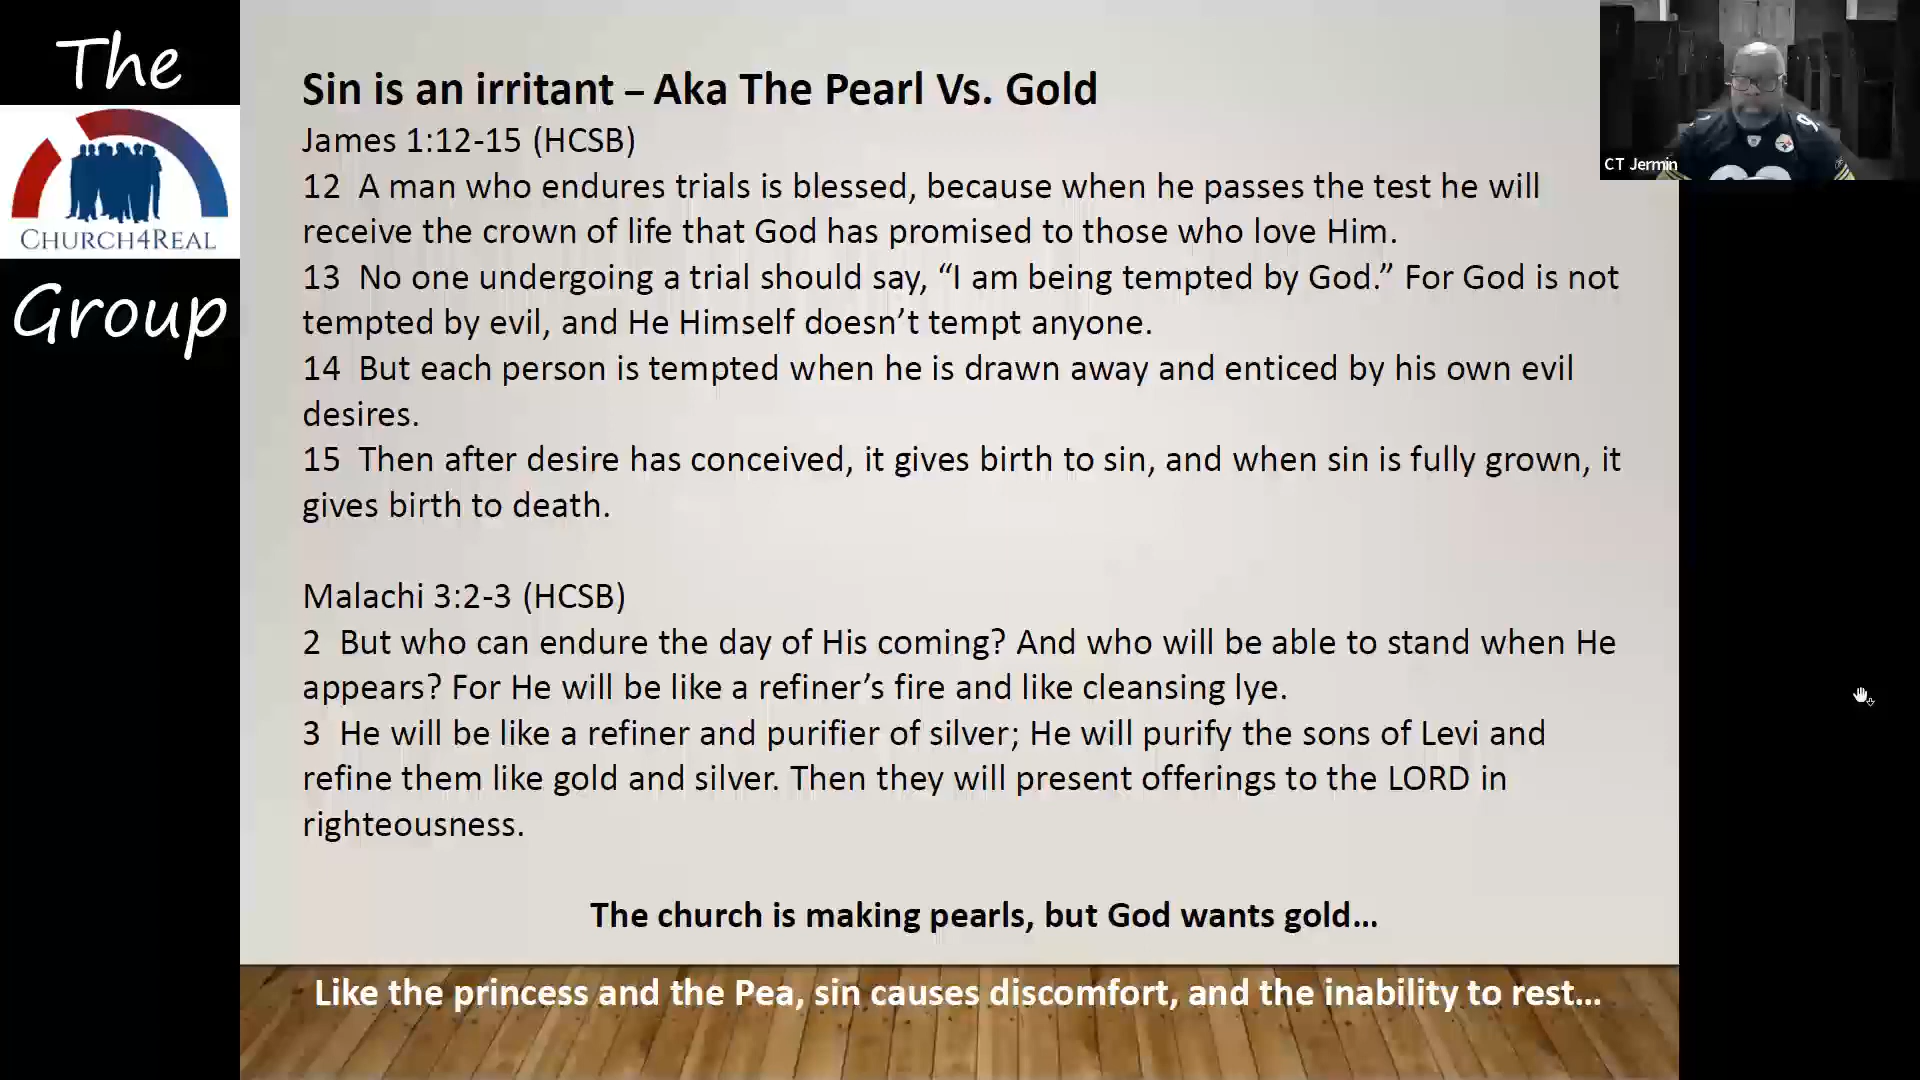 The
CHURCH4REAL
Group
Sin is an irritant – Aka The Pearl Vs. Gold
James 1:12-15 (HCSB)
12 A man who endures trials is blessed, because when he passes the test he will
receive the crown of life that God has promised to those who love Him.
13 No one undergoing a trial should say, “I am being tempted by God.” For God is not
tempted by evil, and He Himself doesn’t tempt anyone.
14 But each person is tempted when he is drawn away and enticed by his own evil
desires.
15 Then after desire has conceived, it gives birth to sin, and when sin is fully grown, it
gives birth to death.
Malachi 3:2-3 (HCSB)
2 But who can endure the day of His coming? And who will be able to stand when He
appears? For He will be like a refiner’s fire and like cleansing lye.
3 He will be like a refiner and purifier of silver; He will purify the sons of Levi and
refine them like gold and silver. Then they will present offerings to the LORD in
righteousness.
The church is making pearls, but God wants gold…
Like the princess and the Pea, sin causes discomfort, and the inability to rest…
CT Jermin